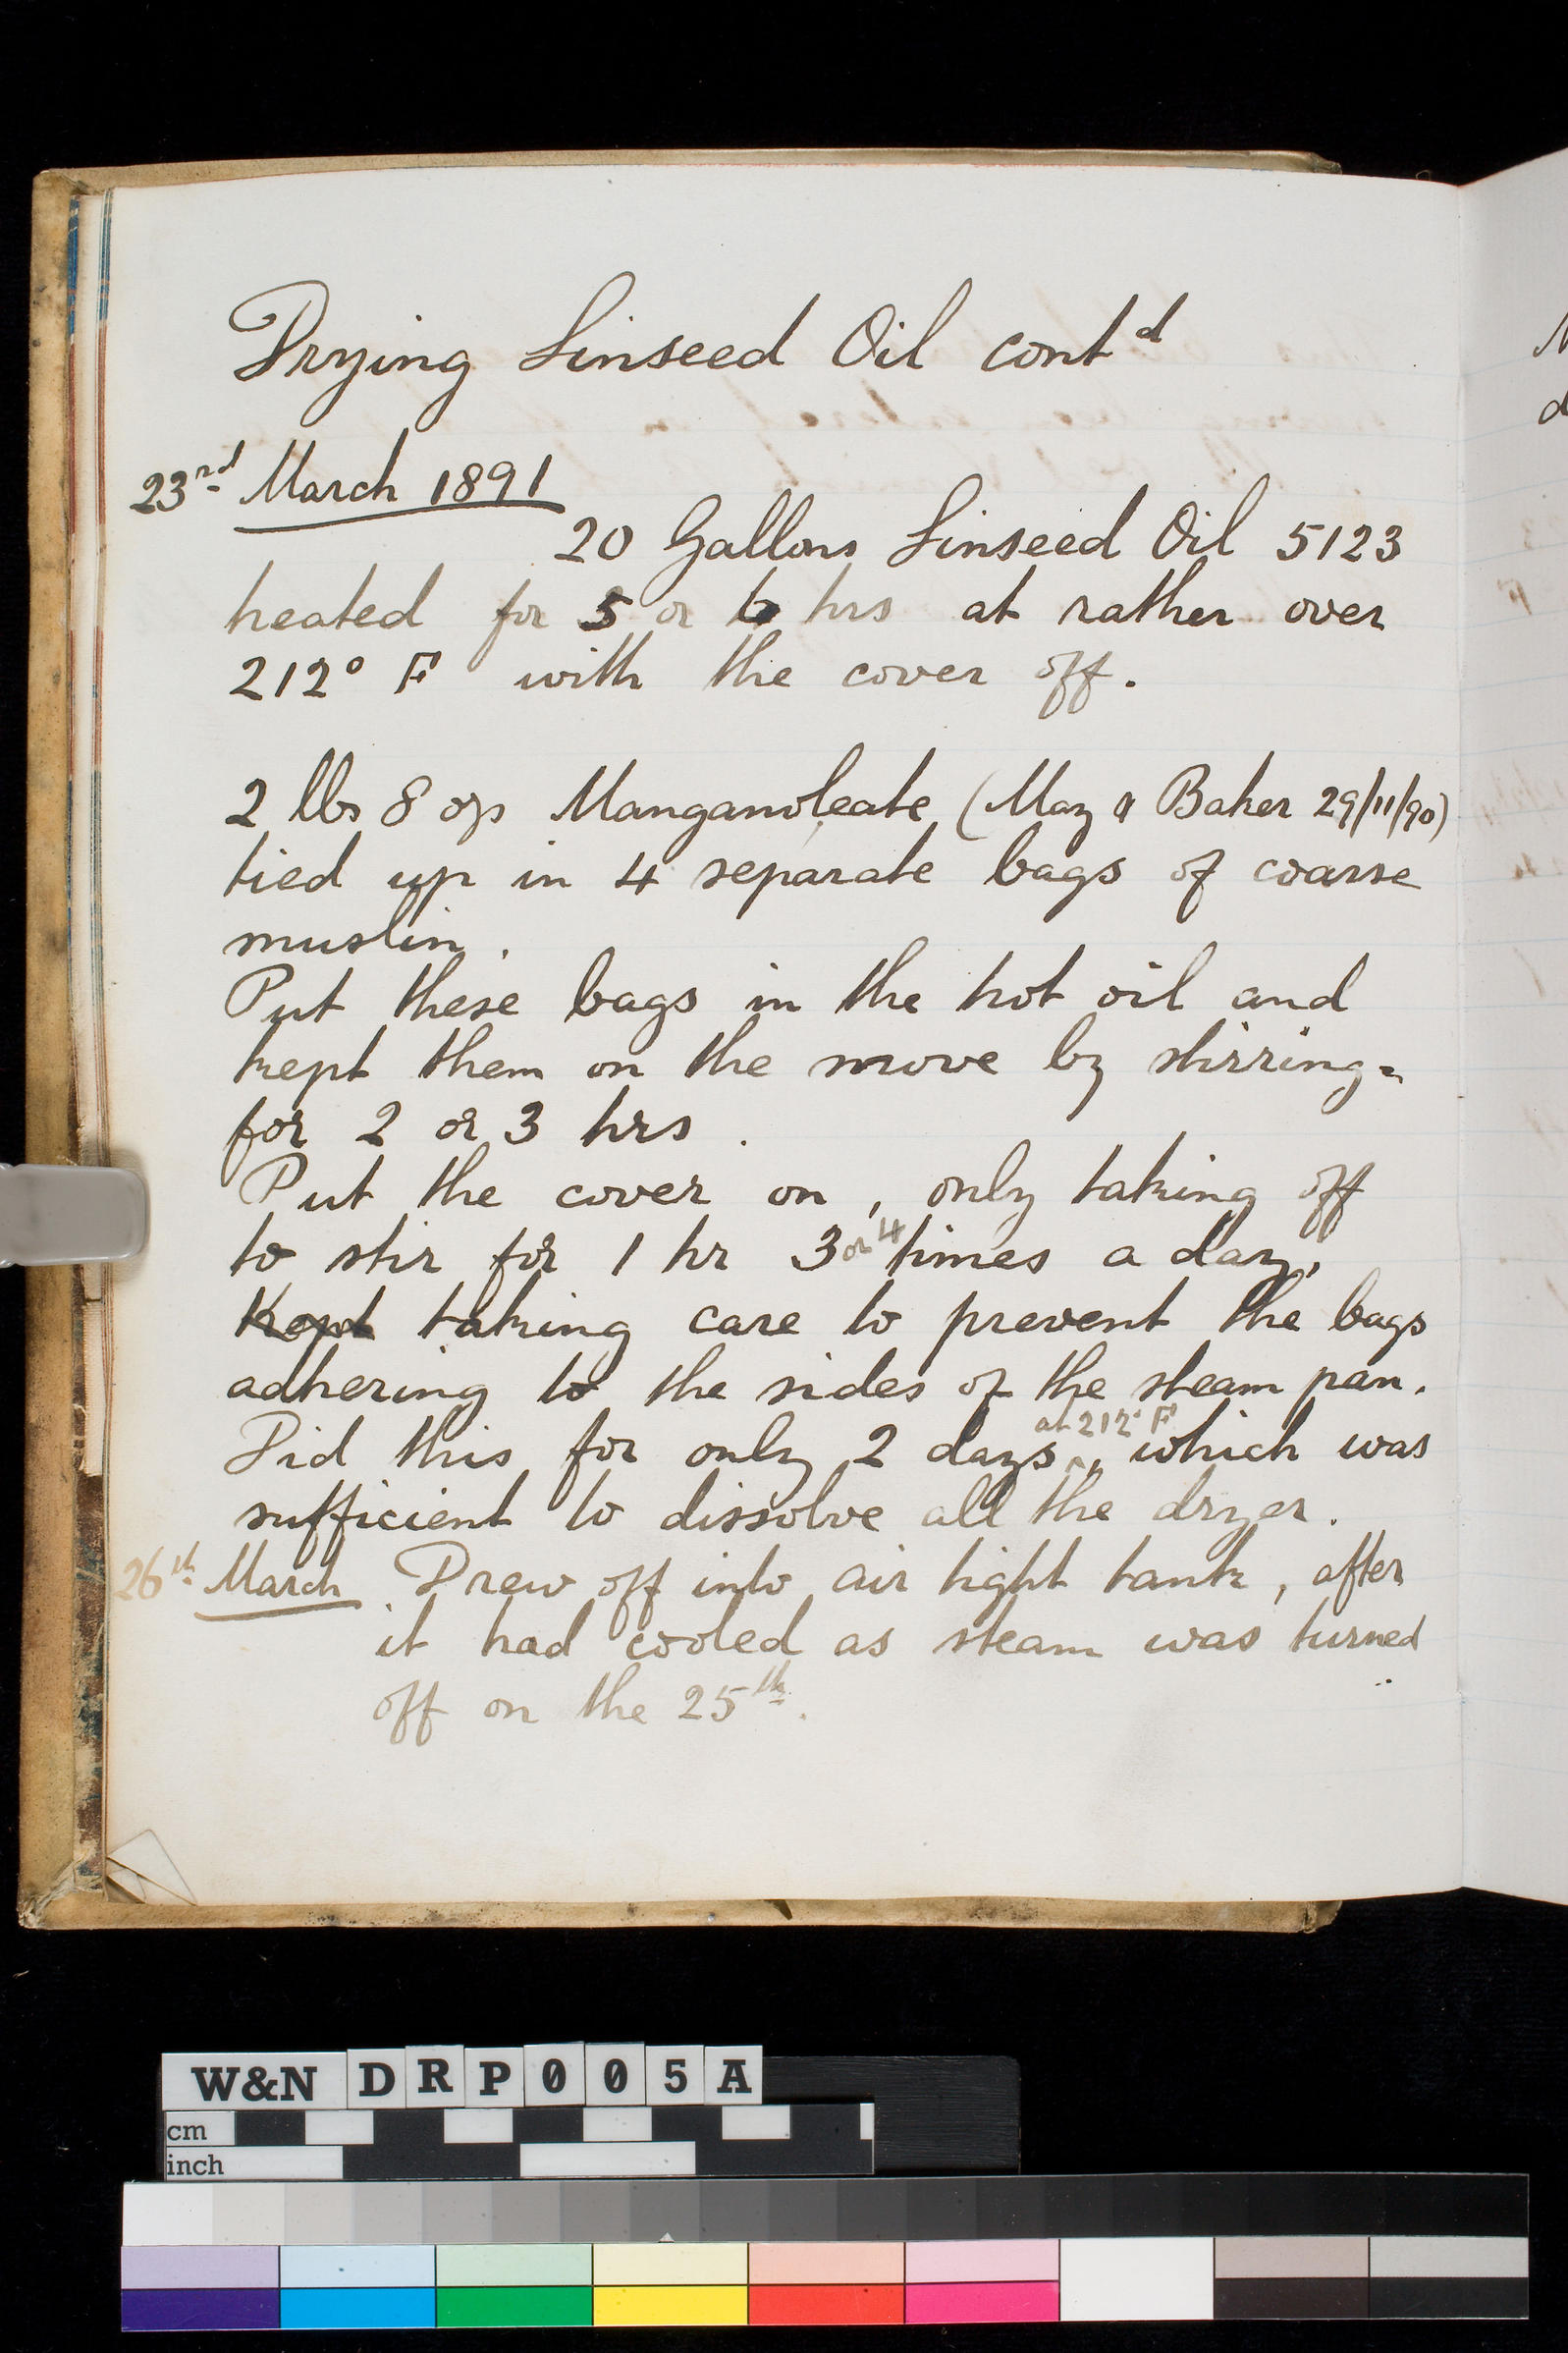 Drying Linseed Oil contd
23rd March 1891
20 Gallons Linseed Oil 5123
heated for 5 or 6 hrs at rather over
212° F with the cover off.
2 lbs 8 ozs Manganoleate (May & Baker 29/11/90)
tied up in 4 separate bags of coarse
muslin.
Put these bags in the hot oil and
kept them on the move by stirring-
for 2 or 3 hrs.
Put the cover on, only taking off
to stir for 1 hr 3 or 4 times a day,
Kept taking care to prevent the bags
adhering to the sides of the steam pan.
Did this for only 2 days at 212° F, which was
sufficient to dissolve all the dryer.
26th March Drew off into air tight tank, after
it had cooled as steam was turned
off on the 25th.
W&N DRP005A
cm
inch